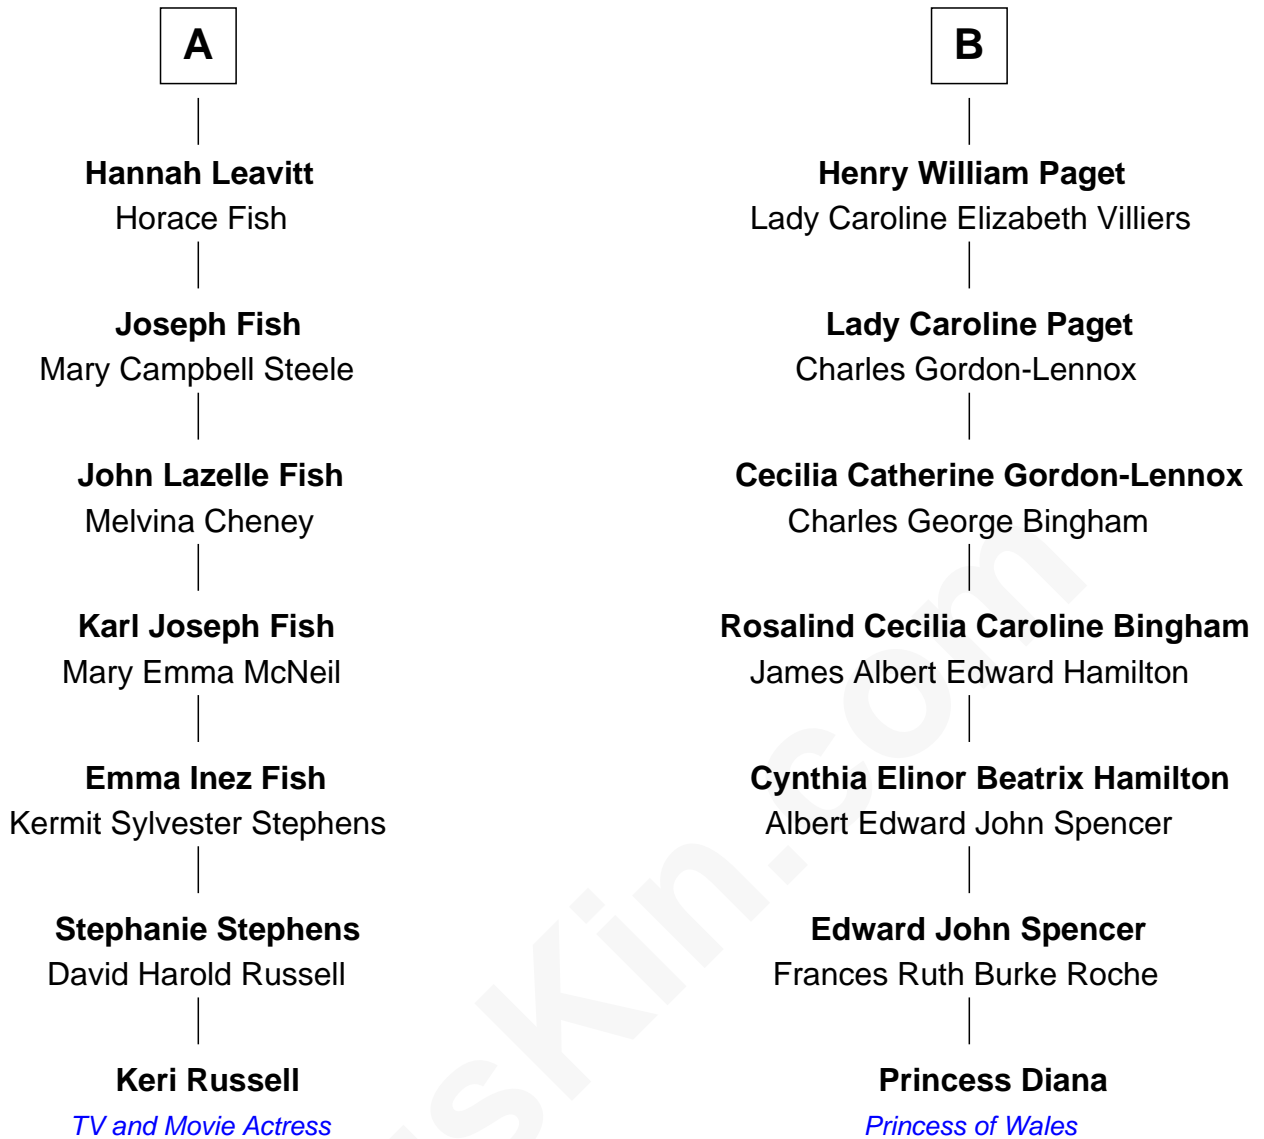 A
Hannah Leavitt
Horace Fish
Joseph Fish
Mary Campbell Steele
John Lazelle Fish
Melvina Cheney
Karl Joseph Fish
Mary Emma McNeil
Emma Inez Fish
Kermit Sylvester Stephens
Stephanie Stephens
David Harold Russell
Keri Russell
TV and Movie Actress
B
Henry William Paget
Lady Caroline Elizabeth Villiers
Lady Caroline Paget
Charles Gordon-Lennox
Cecilia Catherine Gordon-Lennox
Charles George Bingham
Rosalind Cecilia Caroline Bingham
James Albert Edward Hamilton
Cynthia Elinor Beatrix Hamilton
Albert Edward John Spencer
Edward John Spencer
Frances Ruth Burke Roche
Princess Diana
Princess of Wales
sKin.com